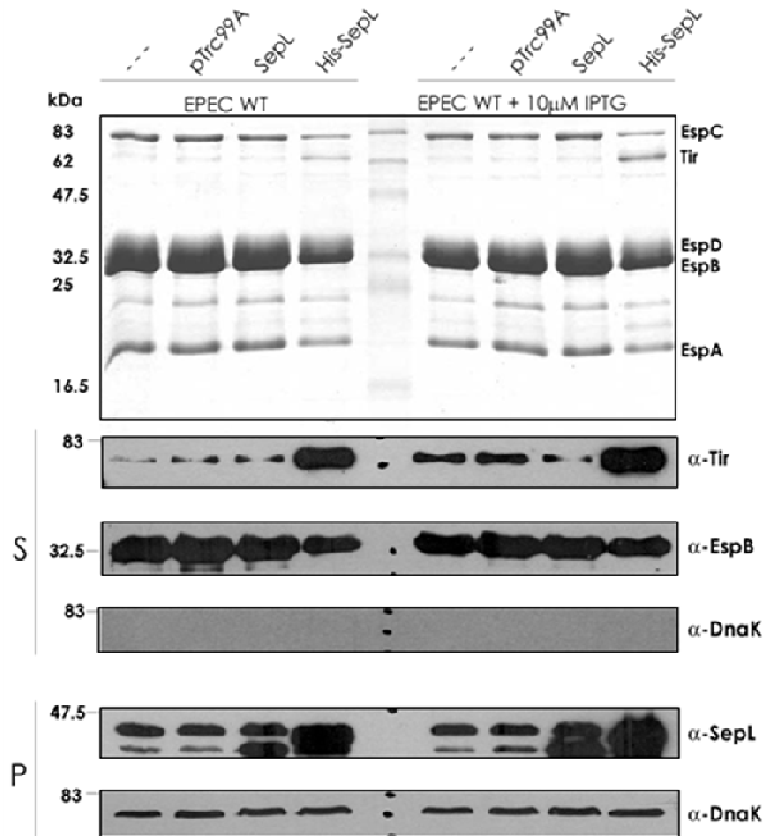 --- pTrc99A SepL His-SepL --- pTrc99A SepL His-SepL
kDa EPEC WT EPEC WT + 10µM IPTG
83 EspC
62 Tir
47.5
32.5 EspD
EspB
25
EspA
16.5
83 α-Tir
S 32.5 α-EspB
83 α-DnaK
47.5 α-SepL
P
83 α-DnaK